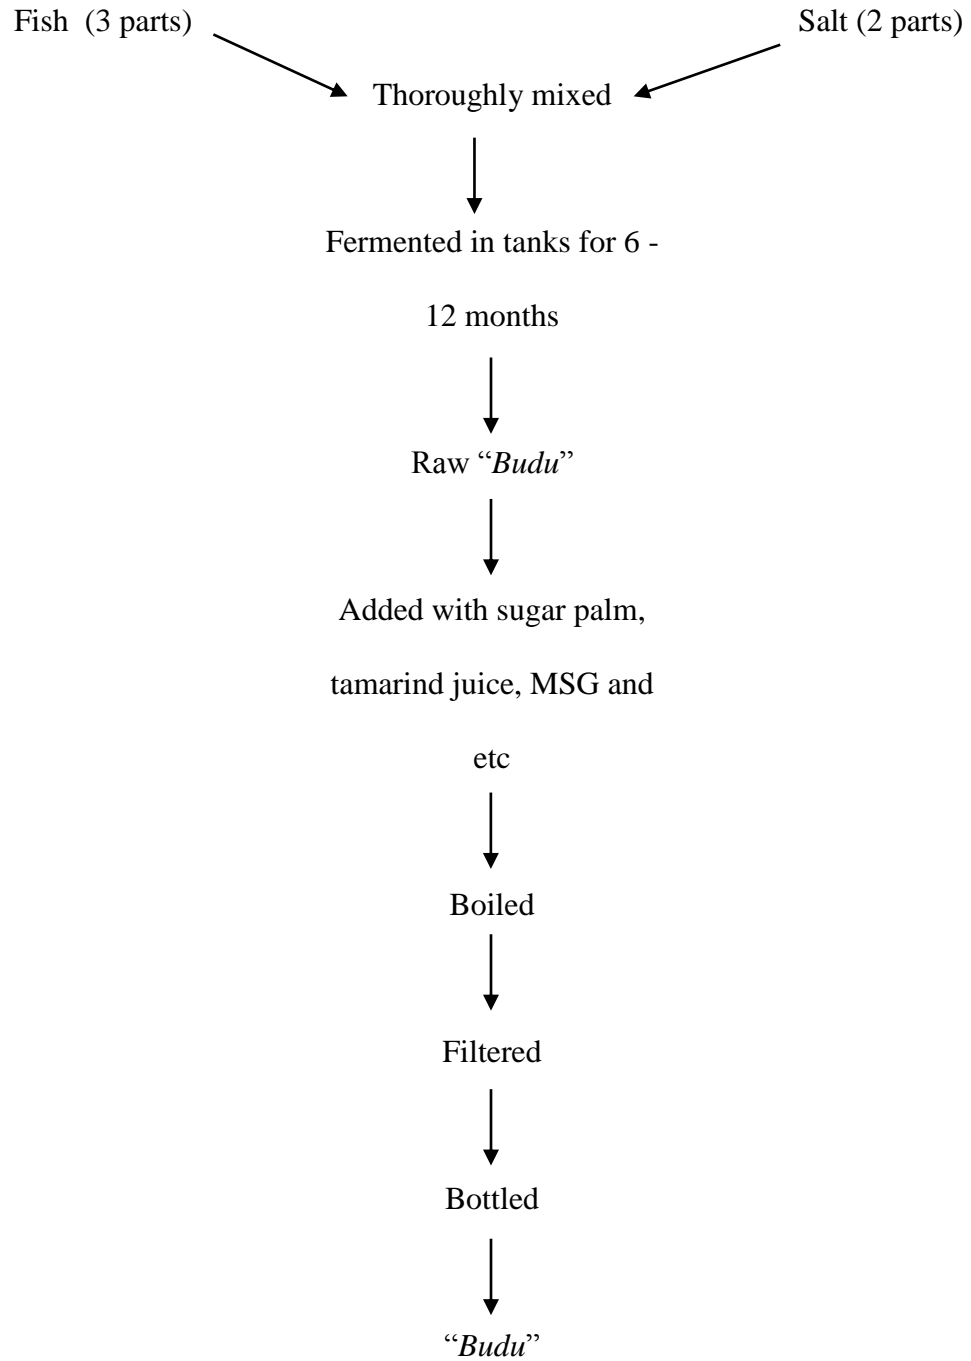 Fish  (3 parts)
Salt (2 parts)
Thoroughly mixed
Fermented in tanks for 6 -
12 months
Raw “Budu”
Added with sugar palm,
tamarind juice, MSG and
etc
Boiled
Filtered
Bottled
“Budu”